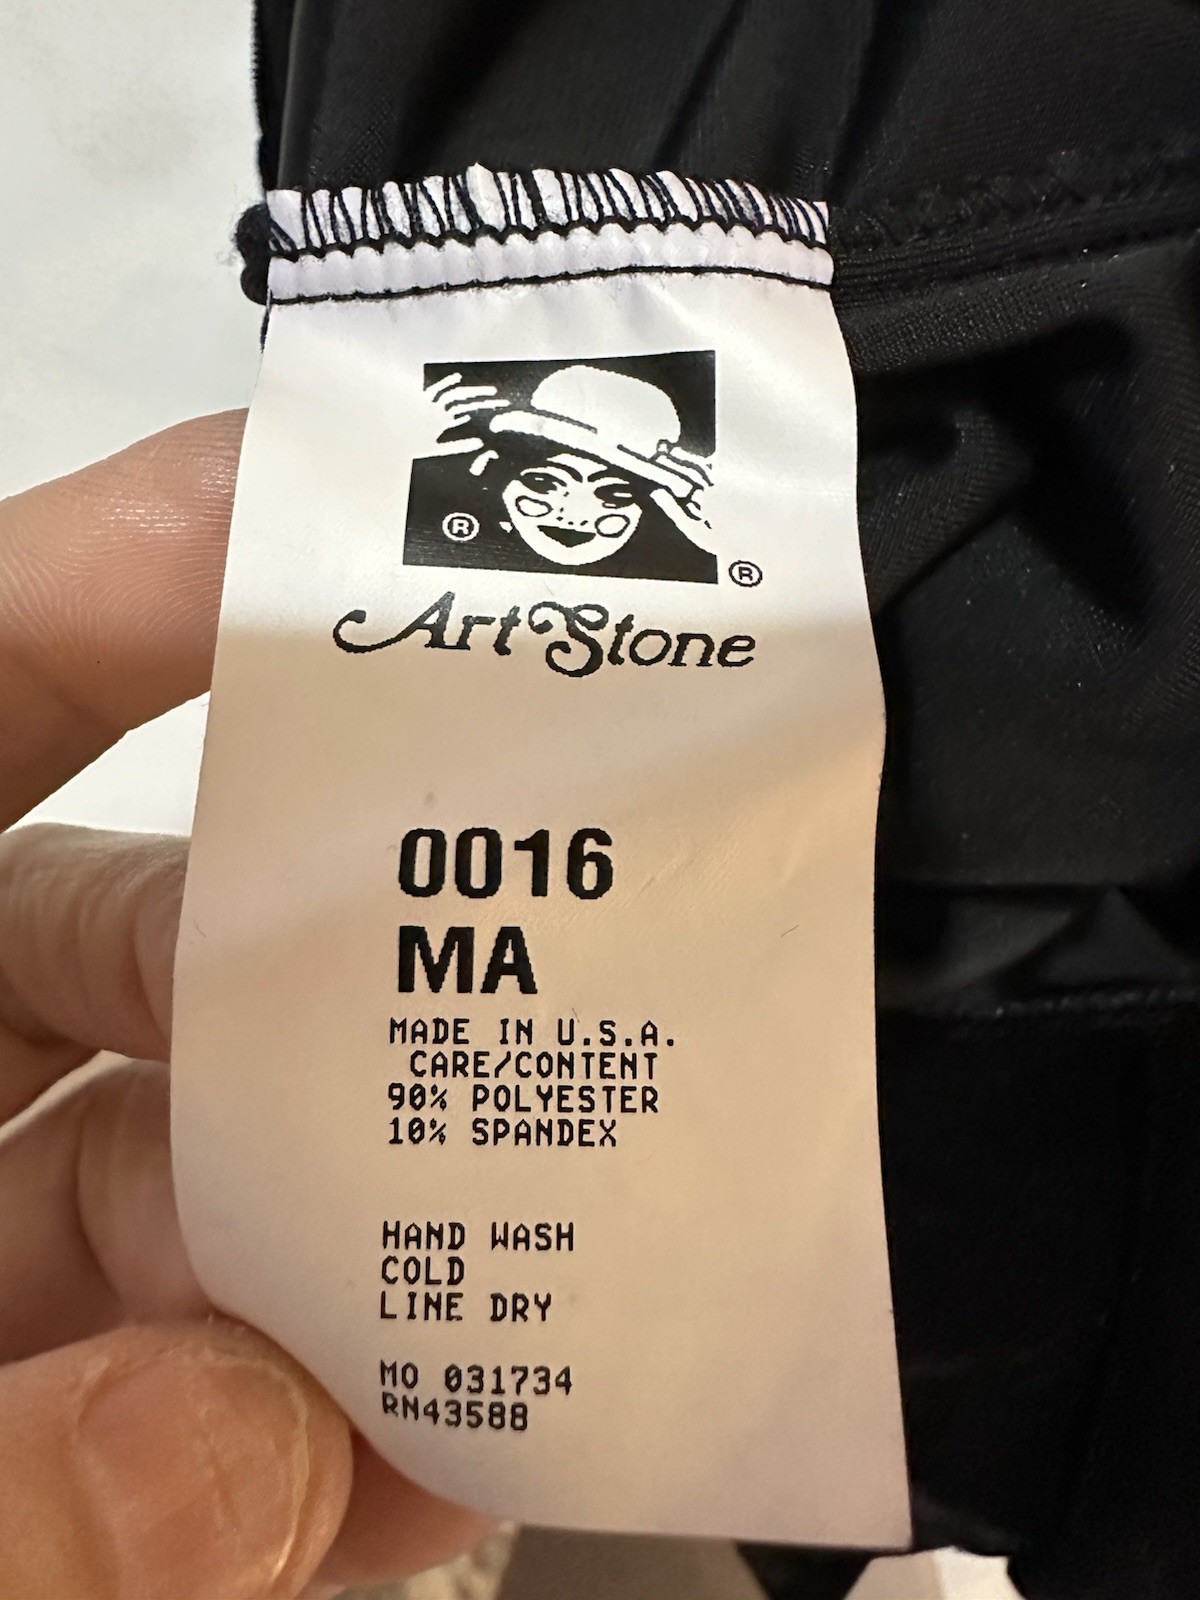 ®
®
Art Stone
0016
MA
MADE IN U.S.A.
CARE/CONTENT
90% POLYESTER
10% SPANDEX
HAND WASH
COLD
LINE DRY
MO 031734
RN43588